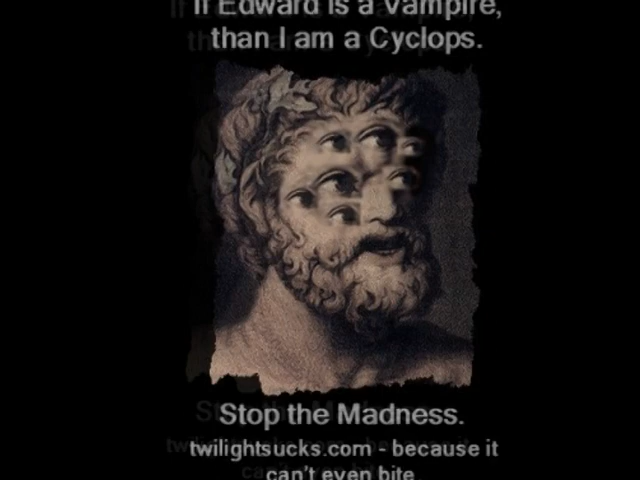 If Edward is a Vampire,
than I am a Cyclops.
Stop the Madness.
twilightsucks.com - because it
can't even bite